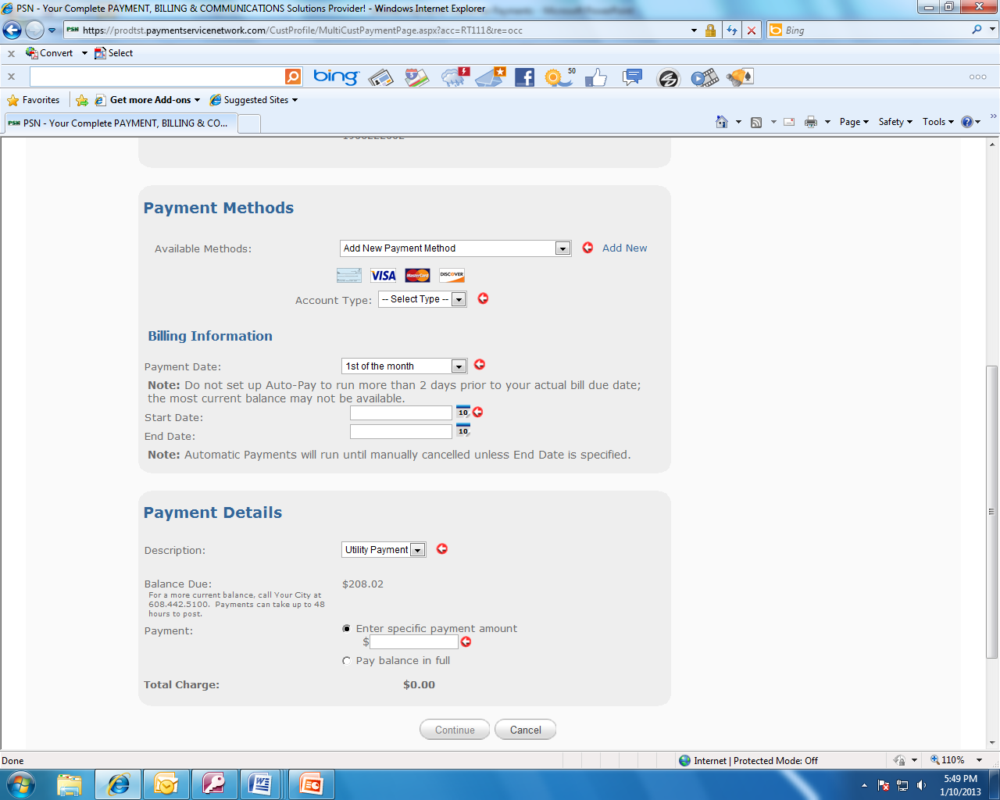 PSN - Your Complete PAYMENT, BILLING & COMMUNICATIONS Solutions Provider! - Windows Internet Explorer
PSN https://prodtst.paymentservicenetwork.com/CustProfile/MultiCustPaymentPage.aspx?acc=RT111&re=occ
Bing
x Convert Select
x bing 50
Favorites Get more Add-ons Suggested Sites
PSN PSN - Your Complete PAYMENT, BILLING & CO...
Page Safety Tools
Payment Methods
Available Methods: Add New Payment Method Add New
VISA MasterCard DISCOVER
Account Type: -- Select Type --
Billing Information
Payment Date: 1st of the month
Note: Do not set up Auto-Pay to run more than 2 days prior to your actual bill due date;
the most current balance may not be available.
Start Date: 10
End Date: 10
Note: Automatic Payments will run until manually cancelled unless End Date is specified.
Payment Details
Description: Utility Payment
Balance Due: $208.02
For a more current balance, call Your City at
608.442.5100. Payments can take up to 48
hours to post.
Payment: Enter specific payment amount
$
Pay balance in full
Total Charge: $0.00
Continue Cancel
Done Internet | Protected Mode: Off 110%
5:49 PM
1/10/2013